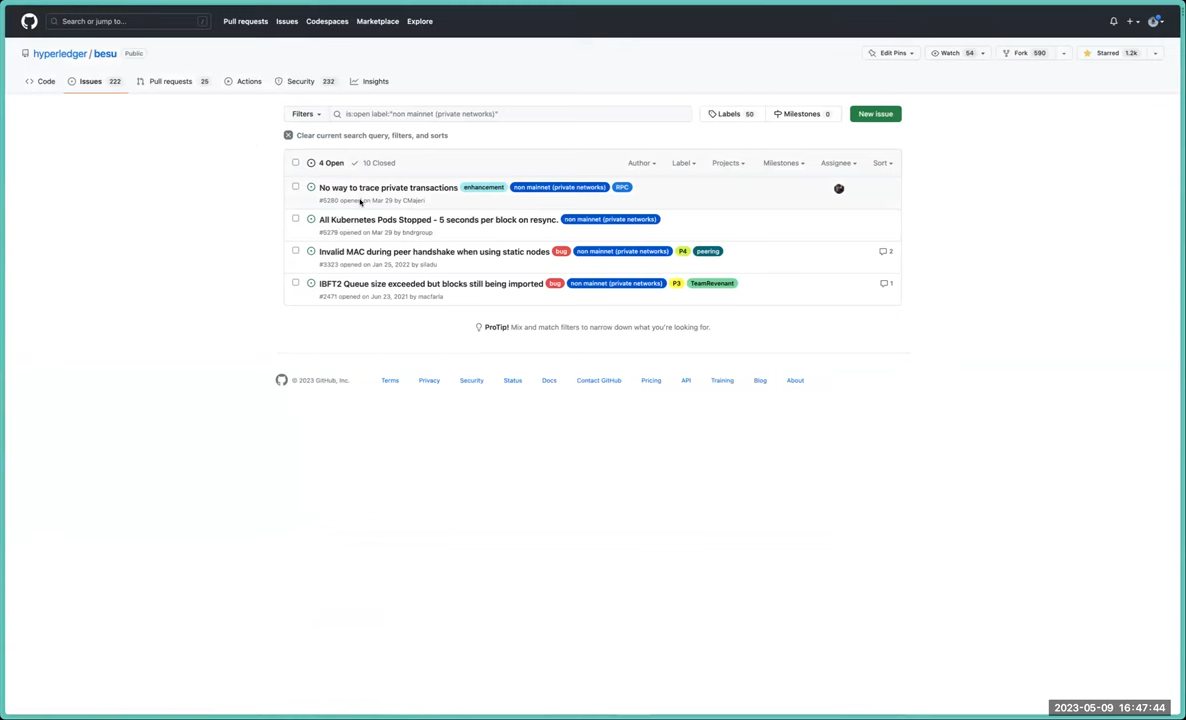 Search or jump to... / Pull requests Issues Codespaces Marketplace Explore +
hyperledger / besu Public Edit Pins Watch 54 Fork 590 Starred 1.2k
Code Issues 222 Pull requests 25 Actions Security 232 Insights
Filters is:open label:"non mainnet (private networks)" Labels 50 Milestones 0 New issue
Clear current search query, filters, and sorts
4 Open 10 Closed Author Label Projects Milestones Assignee Sort
No way to trace private transactions enhancement non mainnet (private networks) RPC
#5280 opened on Mar 29 by CMajeri
All Kubernetes Pods Stopped - 5 seconds per block on resync. non mainnet (private networks)
#5279 opened on Mar 29 by bndrgroup
Invalid MAC during peer handshake when using static nodes bug non mainnet (private networks) P4 peering 2
#3323 opened on Jan 25, 2022 by siladu
IBFT2 Queue size exceeded but blocks still being imported bug non mainnet (private networks) P3 TeamRevenant 1
#2471 opened on Jun 23, 2021 by macfarla
ProTip! Mix and match filters to narrow down what you're looking for.
© 2023 GitHub, Inc. Terms Privacy Security Status Docs Contact GitHub Pricing API Training Blog About
2023-05-09 16:47:44